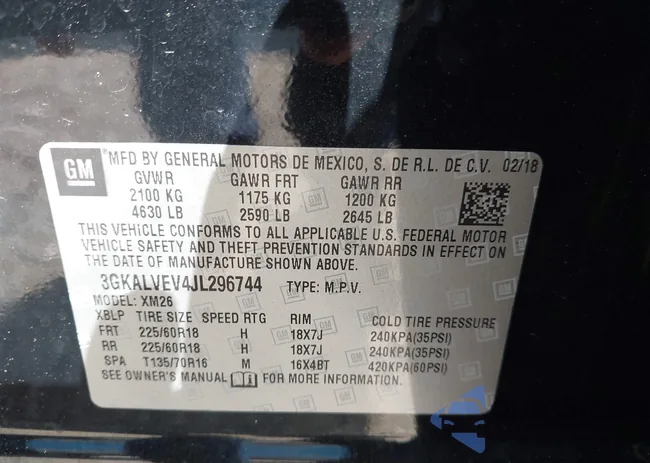 GM MFD BY GENERAL MOTORS DE MEXICO, S. DE R.L. DE C.V. 02/18
GVWR GAWR FRT GAWR RR
2100 KG 1175 KG 1200 KG
4630 LB 2590 LB 2645 LB
THIS VEHICLE CONFORMS TO ALL APPLICABLE U.S. FEDERAL MOTOR
VEHICLE SAFETY AND THEFT PREVENTION STANDARDS IN EFFECT ON
THE DATE OF MANUFACTURE SHOWN ABOVE.
3GKALVEV4JL296744 TYPE: M.P.V.
MODEL: XM26
XBLP TIRE SIZE SPEED RTG RIM COLD TIRE PRESSURE
FRT 225/60R18 H 18X7J 240KPA(35PSI)
RR 225/60R18 H 18X7J 240KPA(35PSI)
SPA T135/70R16 M 16X4BT 420KPA(60PSI)
SEE OWNER'S MANUAL FOR MORE INFORMATION.